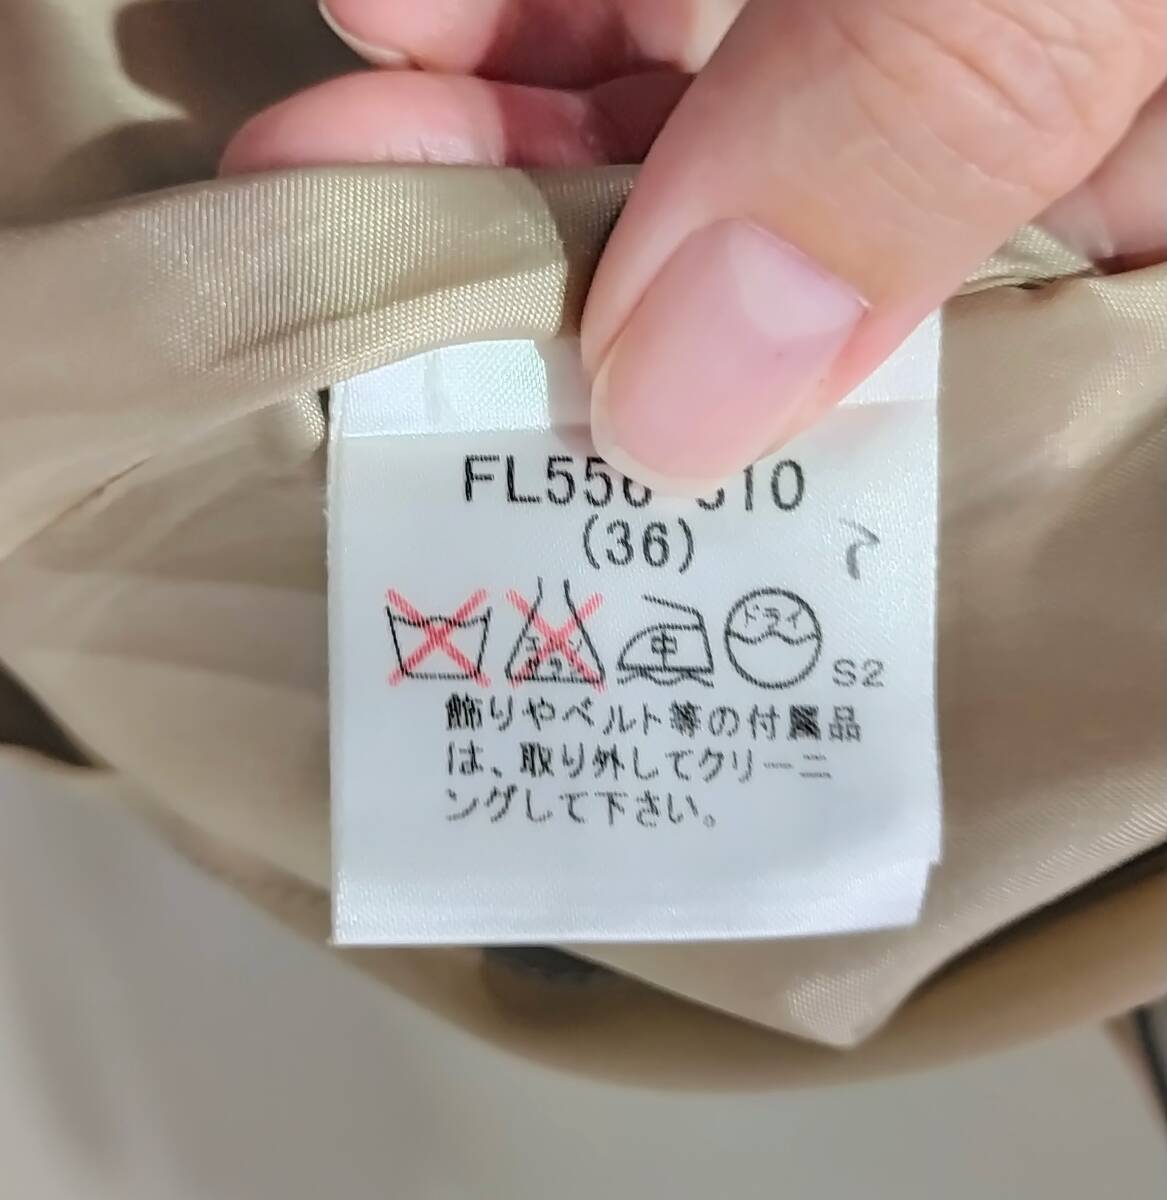 (36)
中 ドライ S2
飾りやベルト等の付属品
は、取り外してクリーニ
ングして下さい。